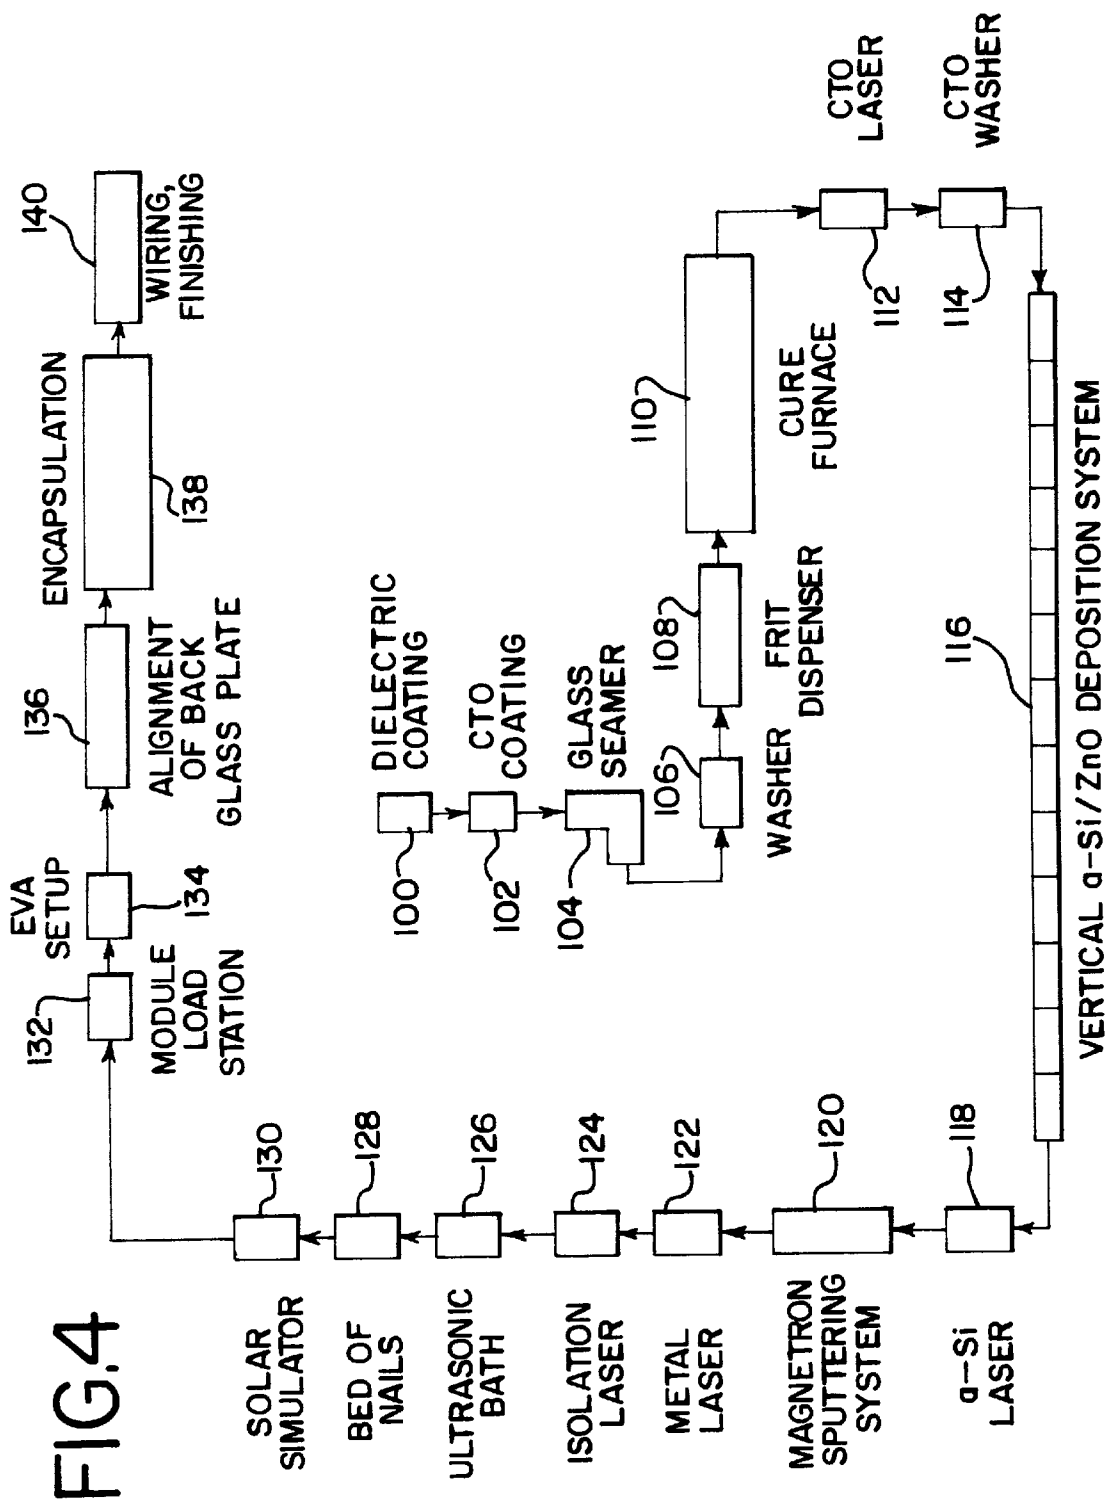 FIG.4
100
DIELECTRIC
COATING
102
CTO
COATING
104
GLASS
SEAMER
106
WASHER
108
FRIT
DISPENSER
110
CURE
FURNACE
112
CTO
LASER
114
CTO
WASHER
116
VERTICAL a-Si/ZnO DEPOSITION SYSTEM
118
a-Si
LASER
120
MAGNETRON
SPUTTERING
SYSTEM
122
METAL
LASER
124
ISOLATION
LASER
126
ULTRASONIC
BATH
128
BED OF
NAILS
130
SOLAR
SIMULATOR
132
MODULE
LOAD
STATION
134
EVA
SETUP
136
ALIGNMENT
OF BACK
GLASS PLATE
138
ENCAPSULATION
140
WIRING,
FINISHING